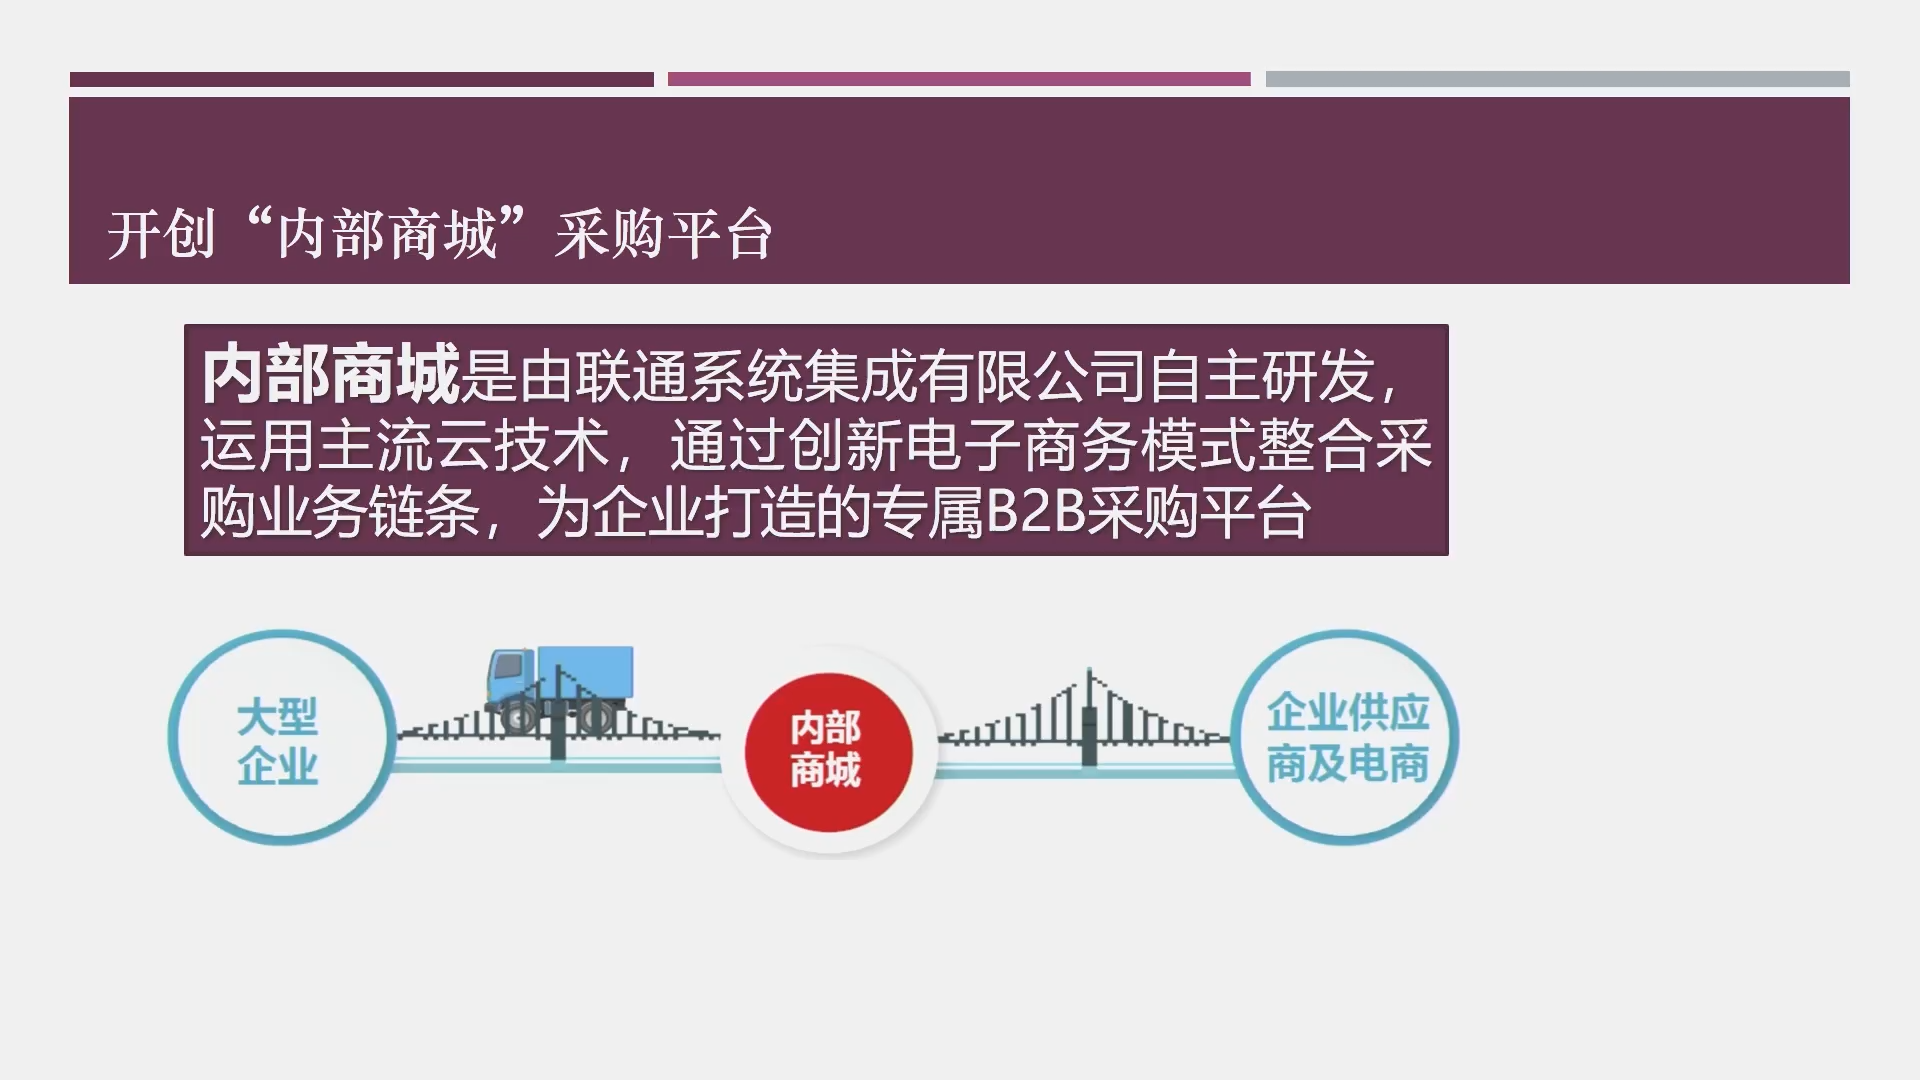 开创“内部商城”采购平台
内部商城是由联通系统集成有限公司自主研发，
运用主流云技术，通过创新电子商务模式整合采
购业务链条，为企业打造的专属B2B采购平台
大型
企业
内部
商城
企业供应
商及电商